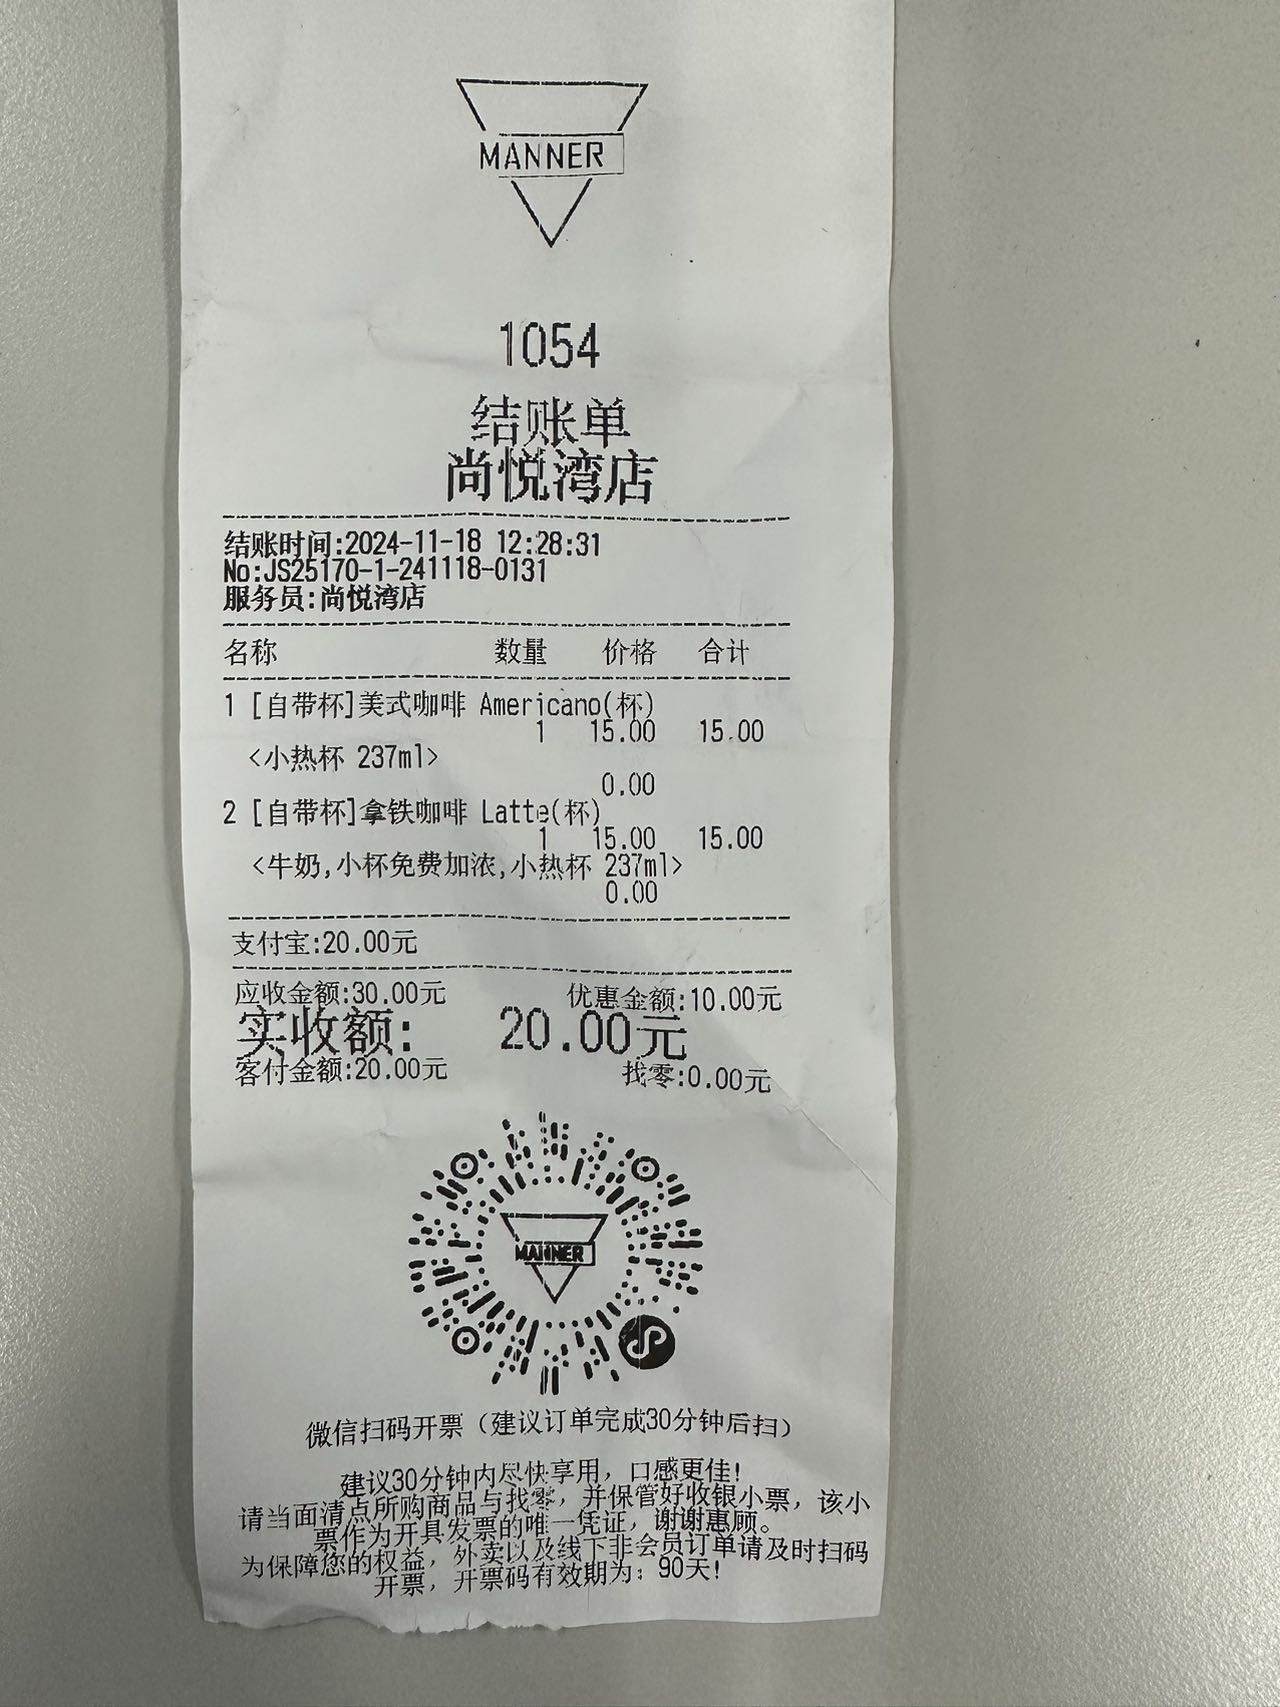 MANNER
1054
结账单
尚悦湾店
结账时间:2024-11-18 12:28:31
No:JS25170-1-241118-0131
服务员:尚悦湾店
名称 数量 价格 合计
1 [自带杯]美式咖啡 Americano(杯)
1 15.00 15.00
<小热杯 237ml>
0.00
2 [自带杯]拿铁咖啡 Latte(杯)
1 15.00 15.00
<牛奶,小杯免费加浓,小热杯 237ml>
0.00
支付宝:20.00元
应收金额:30.00元 优惠金额:10.00元
实收额: 20.00元
客付金额:20.00元 找零:0.00元
MANNER
微信扫码开票（建议订单完成30分钟后扫）
建议30分钟内尽快享用，口感更佳!
请当面清点所购商品与找零，并保管好收银小票，该小
票作为开具发票的唯一凭证，谢谢惠顾。
为保障您的权益，外卖以及线下非会员订单请及时扫码
开票，开票码有效期为：90天!